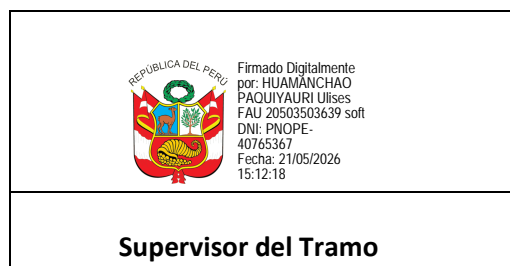 REPÚBLICA DEL PERÚ
Firmado Digitalmente
por: HUAMANCHAO
PAQUIYAURI Ulises
FAU 20503503639 soft
DNI: PNOPE-
40765367
Fecha: 21/05/2026
15:12:18
Supervisor del Tramo